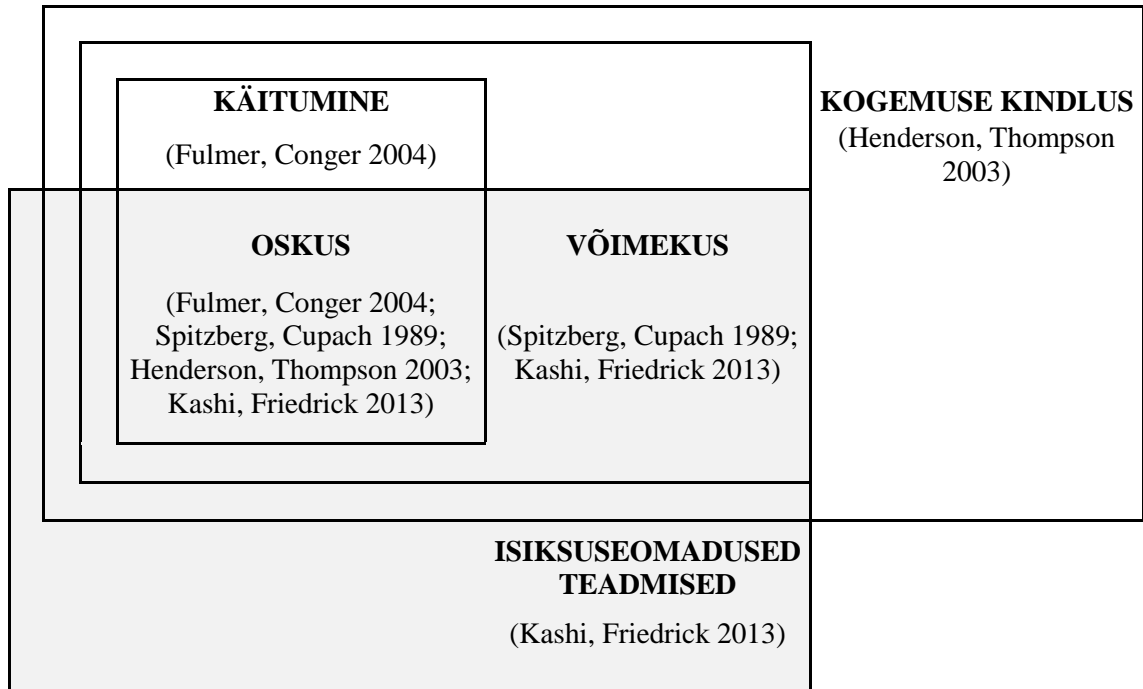 KÄITUMINE
(Fulmer, Conger 2004)
KOGEMUSE KINDLUS
(Henderson, Thompson
2003)
OSKUS
(Fulmer, Conger 2004;
Spitzberg, Cupach 1989;
Henderson, Thompson 2003;
Kashi, Friedrick 2013)
VÕIMEKUS
(Spitzberg, Cupach 1989;
Kashi, Friedrick 2013)
ISIKSUSEOMADUSED
TEADMISED
(Kashi, Friedrick 2013)